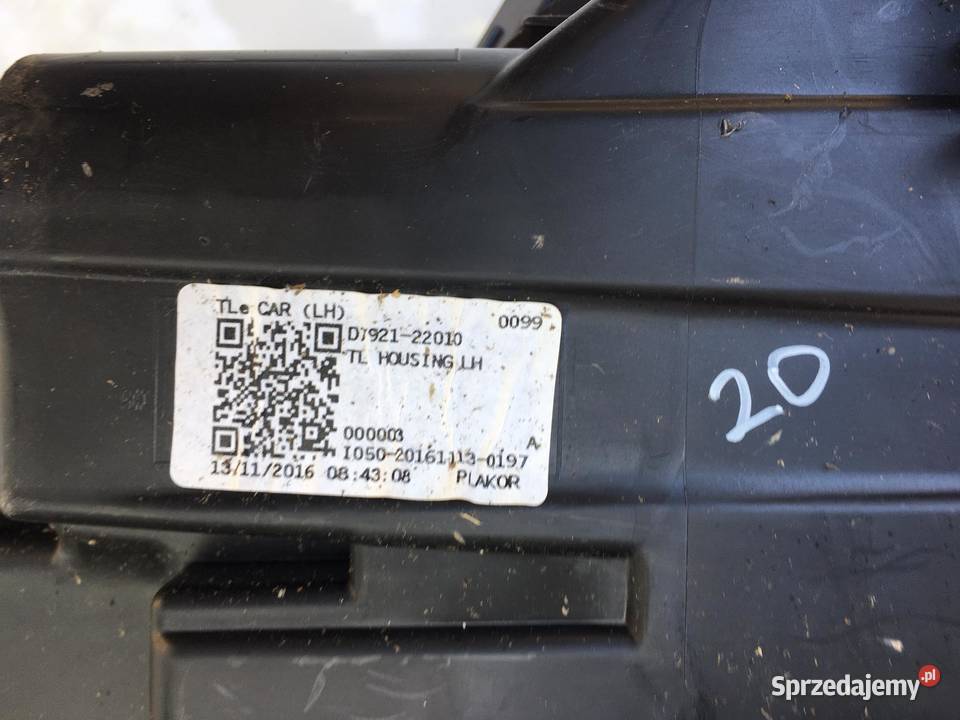 TLe CAR (LH)
0099
D7921-22010
TL HOUSING LH
000003
A
I050-20161113-0197
13/11/2016 08:43:08 PLAKOR
20
Sprzedajemy.pl